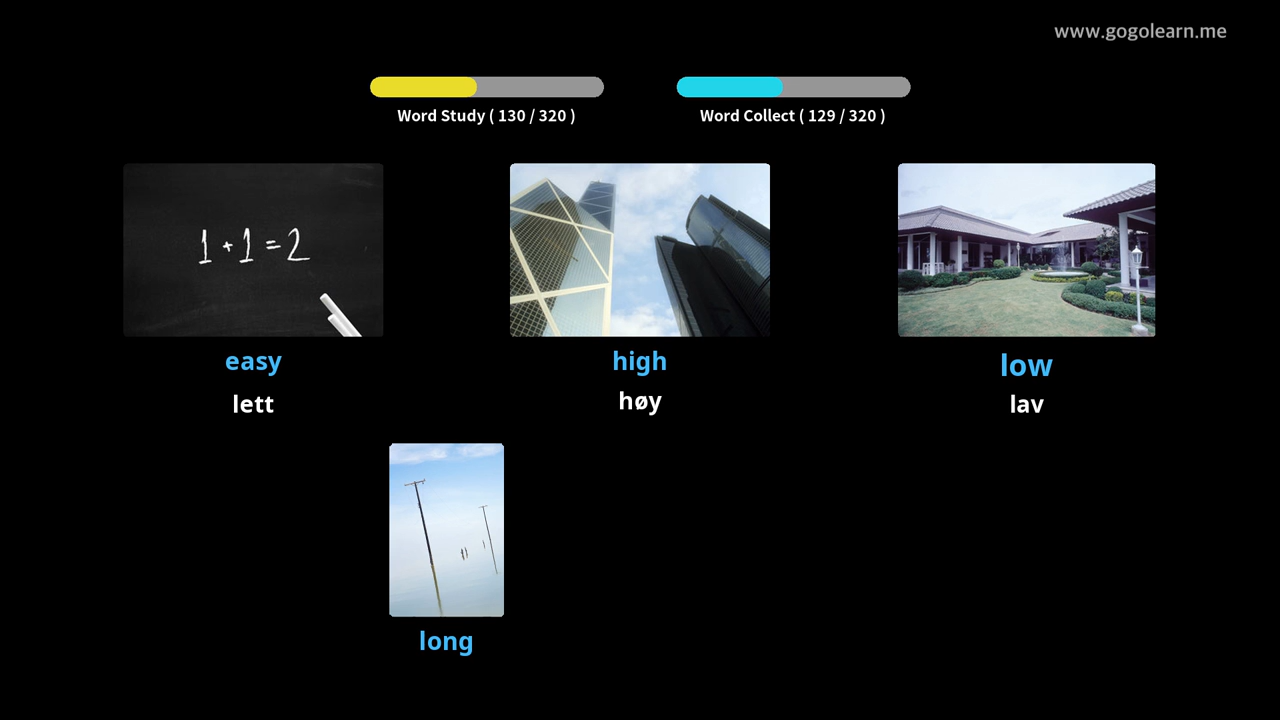 www.gogolearn.me
Word Study ( 130 / 320 )
Word Collect ( 129 / 320 )
1 + 1 = 2
easy
high
low
lett
høy
lav
long